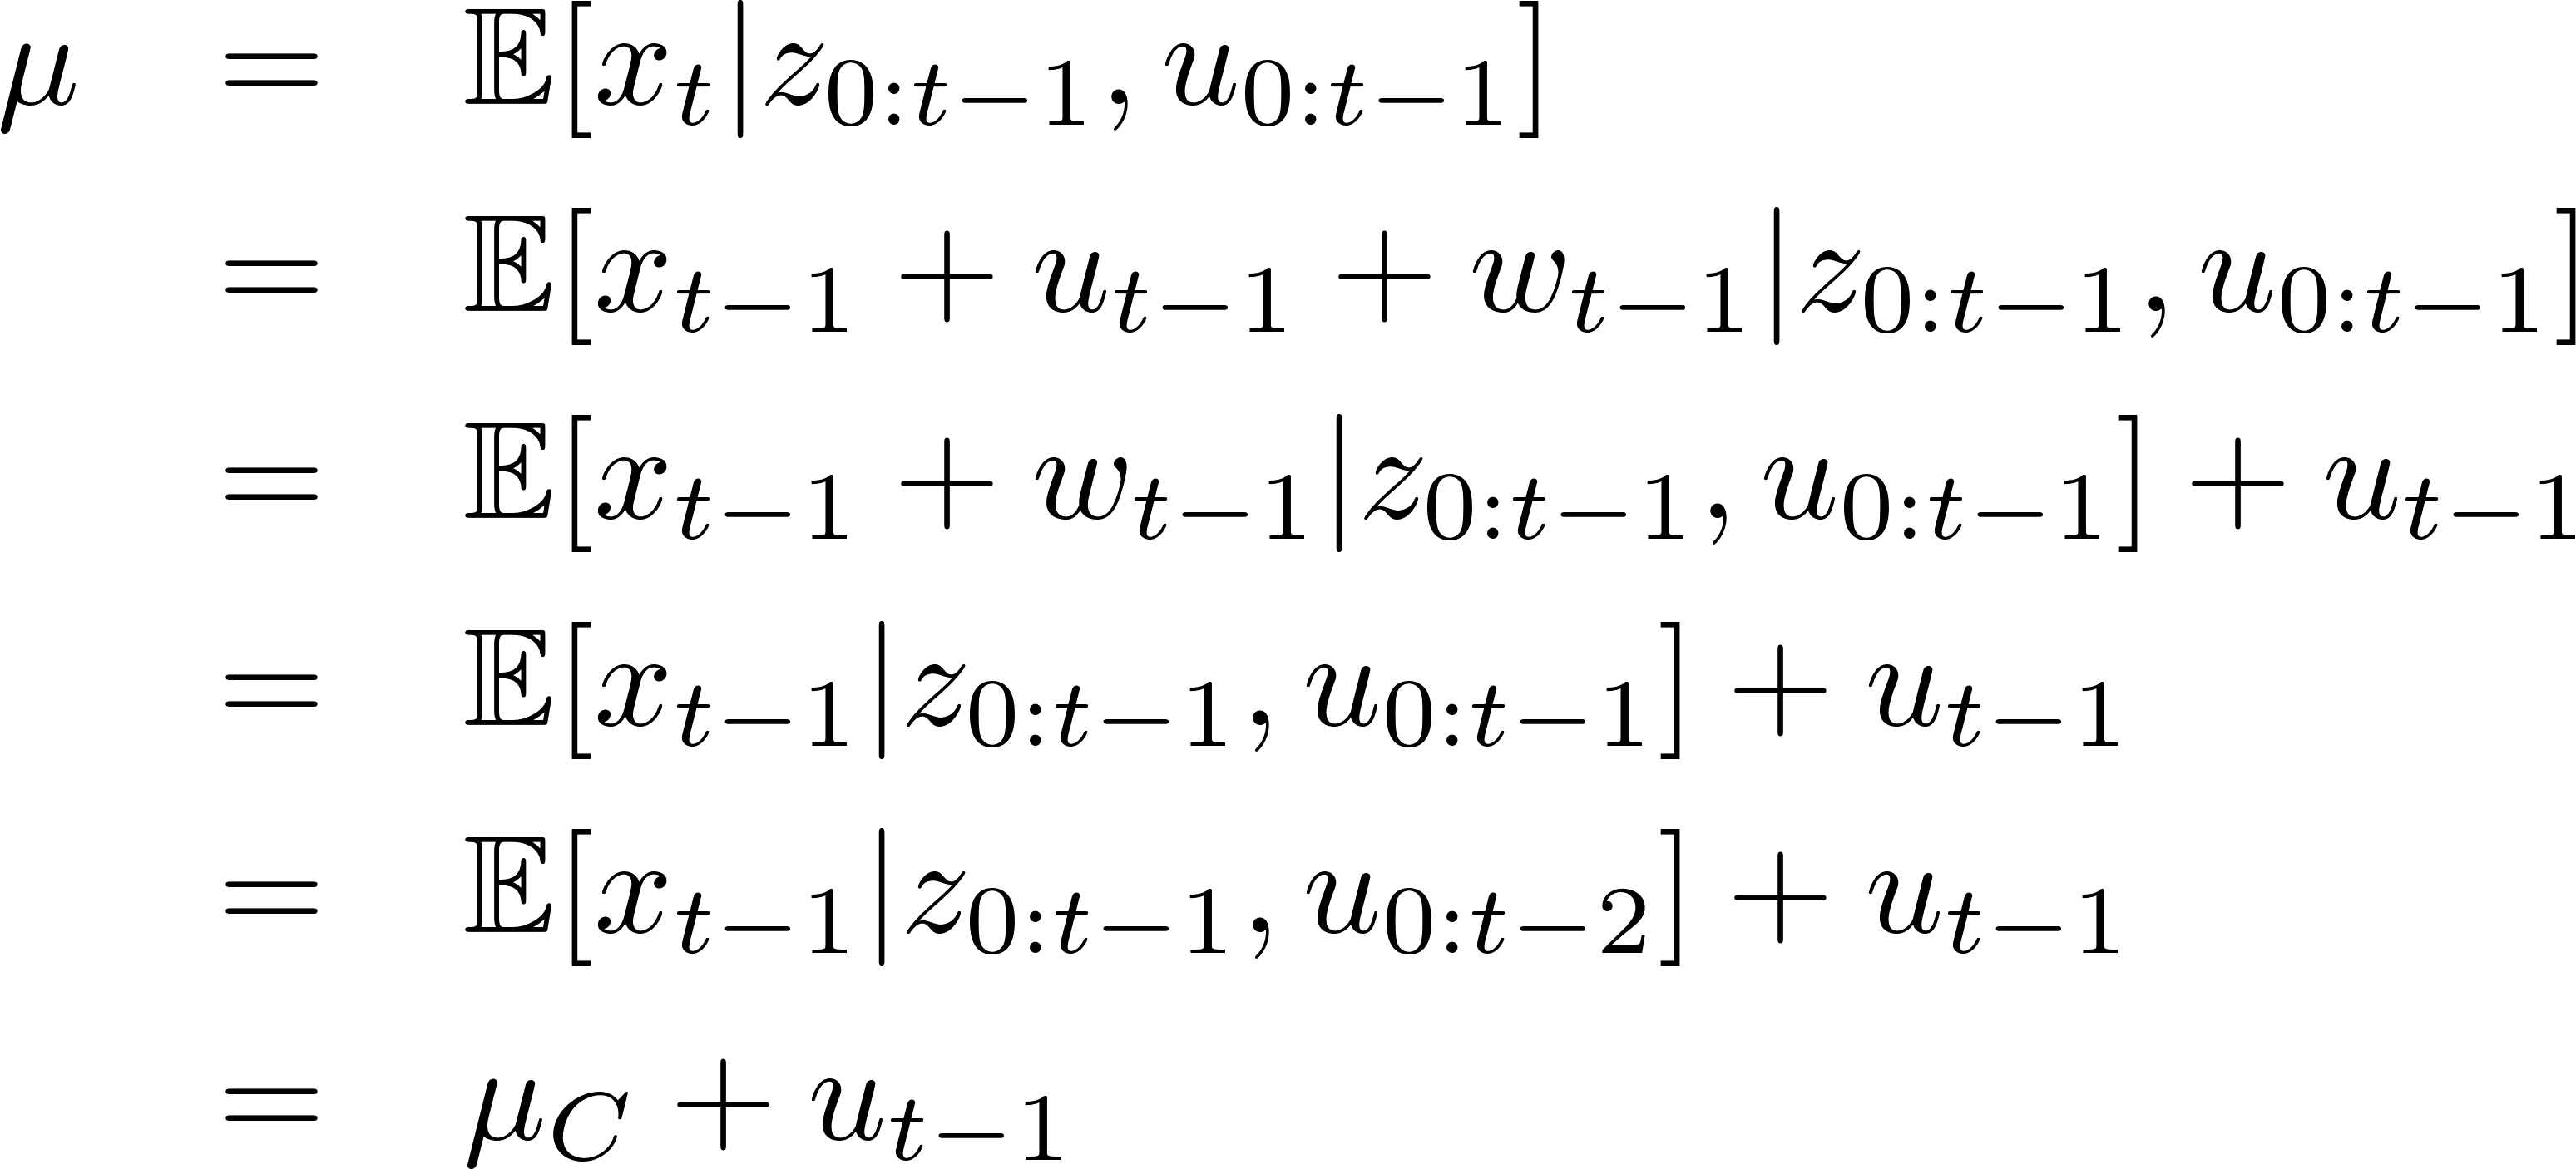 μ = 𝔼[x_t|z_{0:t−1}, u_{0:t−1}]
= 𝔼[x_{t−1} + u_{t−1} + w_{t−1}|z_{0:t−1}, u_{0:t−1}]
= 𝔼[x_{t−1} + w_{t−1}|z_{0:t−1}, u_{0:t−1}] + u_{t−1}
= 𝔼[x_{t−1}|z_{0:t−1}, u_{0:t−1}] + u_{t−1}
= 𝔼[x_{t−1}|z_{0:t−1}, u_{0:t−2}] + u_{t−1}
= μ_C + u_{t−1}